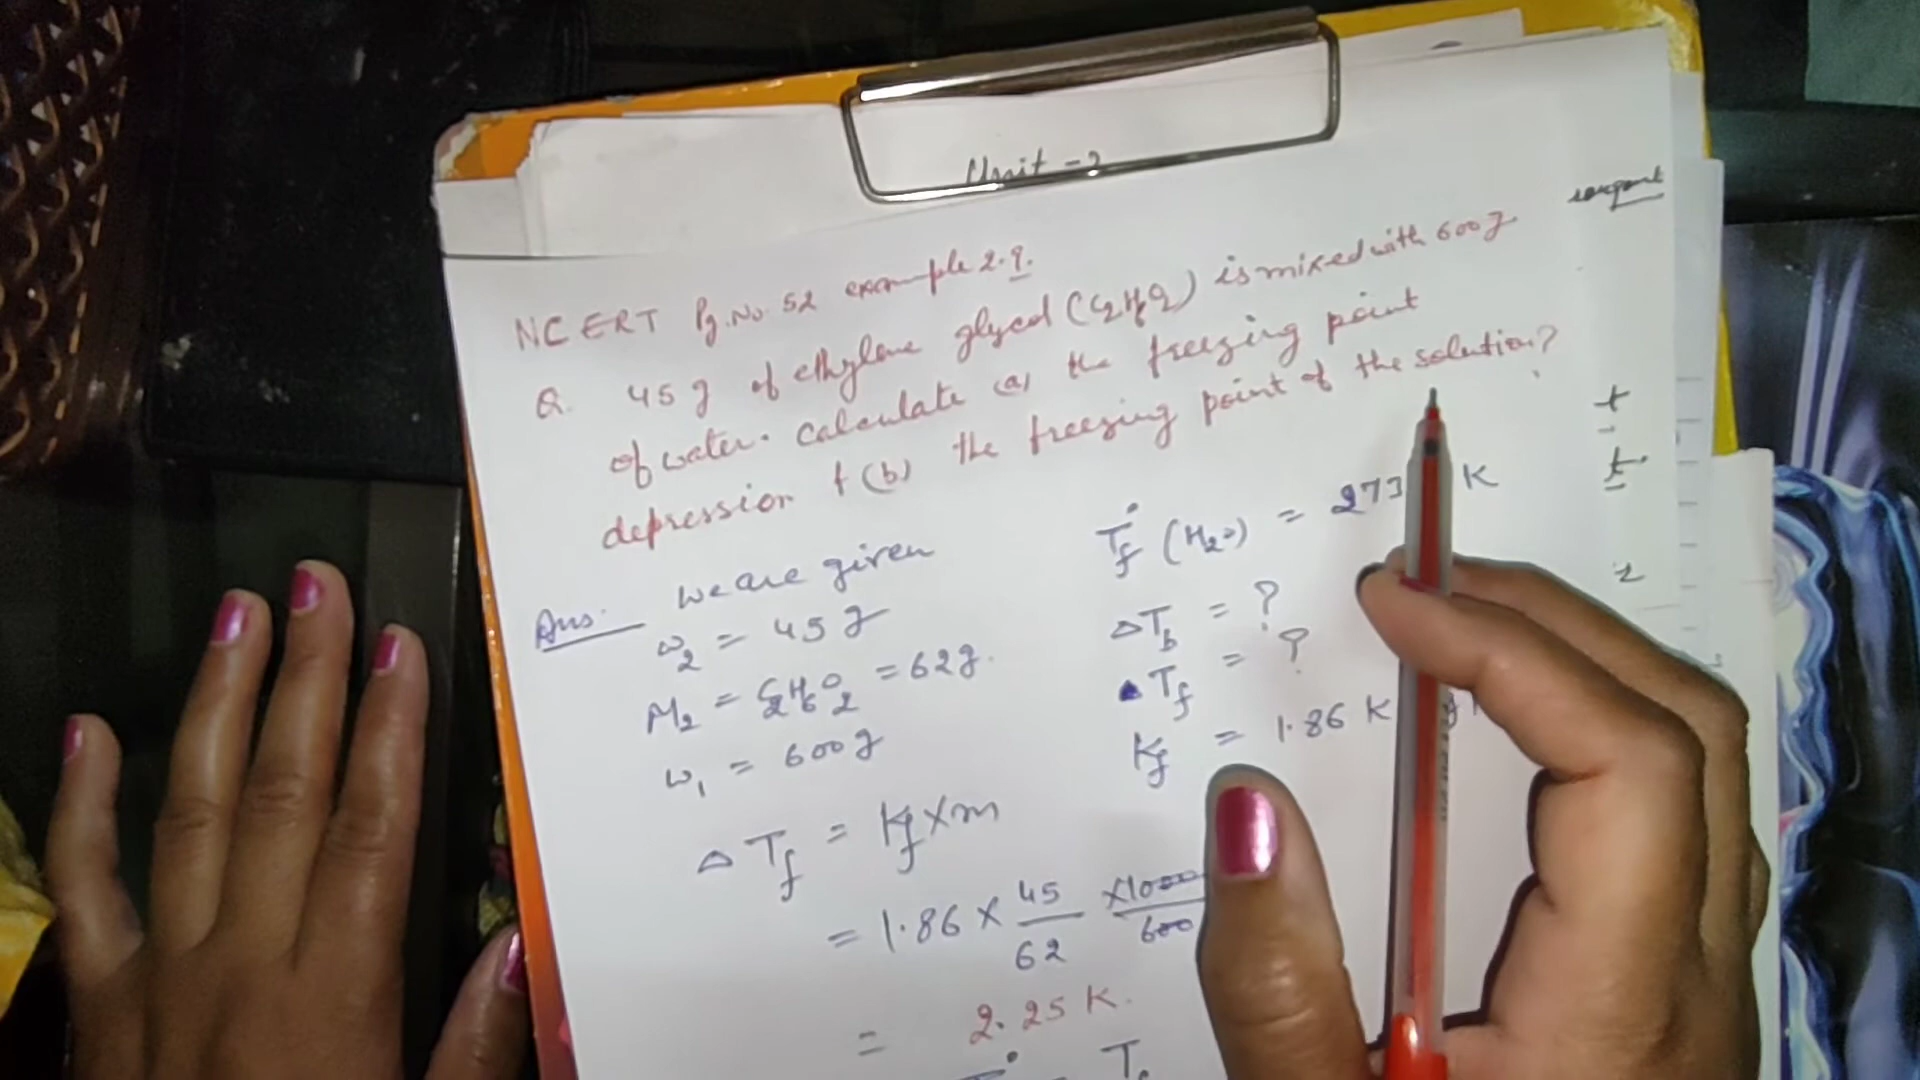 Unit - 2
NCERT Pg. No. 52 example 2.9.
Q. 45 g of ethylene glycol (C2H6O2) is mixed with 600 g
of water. Calculate (a) the freezing point
depression & (b) the freezing point of the solution?
Ans: We are given
w2 = 45 g
M2 = C2H6O2 = 62 g.
w1 = 600 g
Tf° (H2O) = 273 K
ΔTb = ?
ΔTf = ?
Kf = 1.86 K
ΔTf = Kf × m
= 1.86 × 45/62 × 1000/600
= 2.25 K.